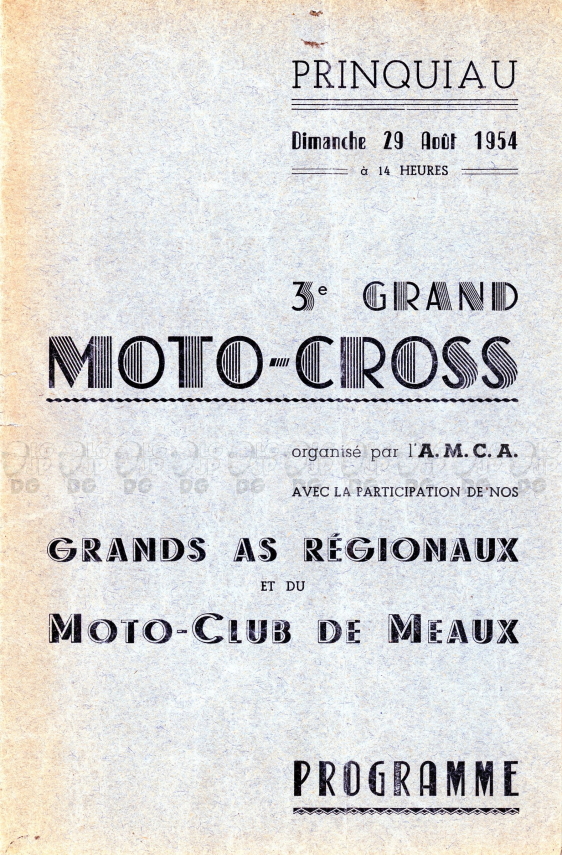 PRINQUIAU
Dimanche 29 Août 1954
à 14 HEURES
3e GRAND
MOTO-CROSS
organisé par l'A.M.C.A.
AVEC LA PARTICIPATION DE NOS
GRANDS AS RÉGIONAUX
ET DU
MOTO-CLUB DE MEAUX
PROGRAMME